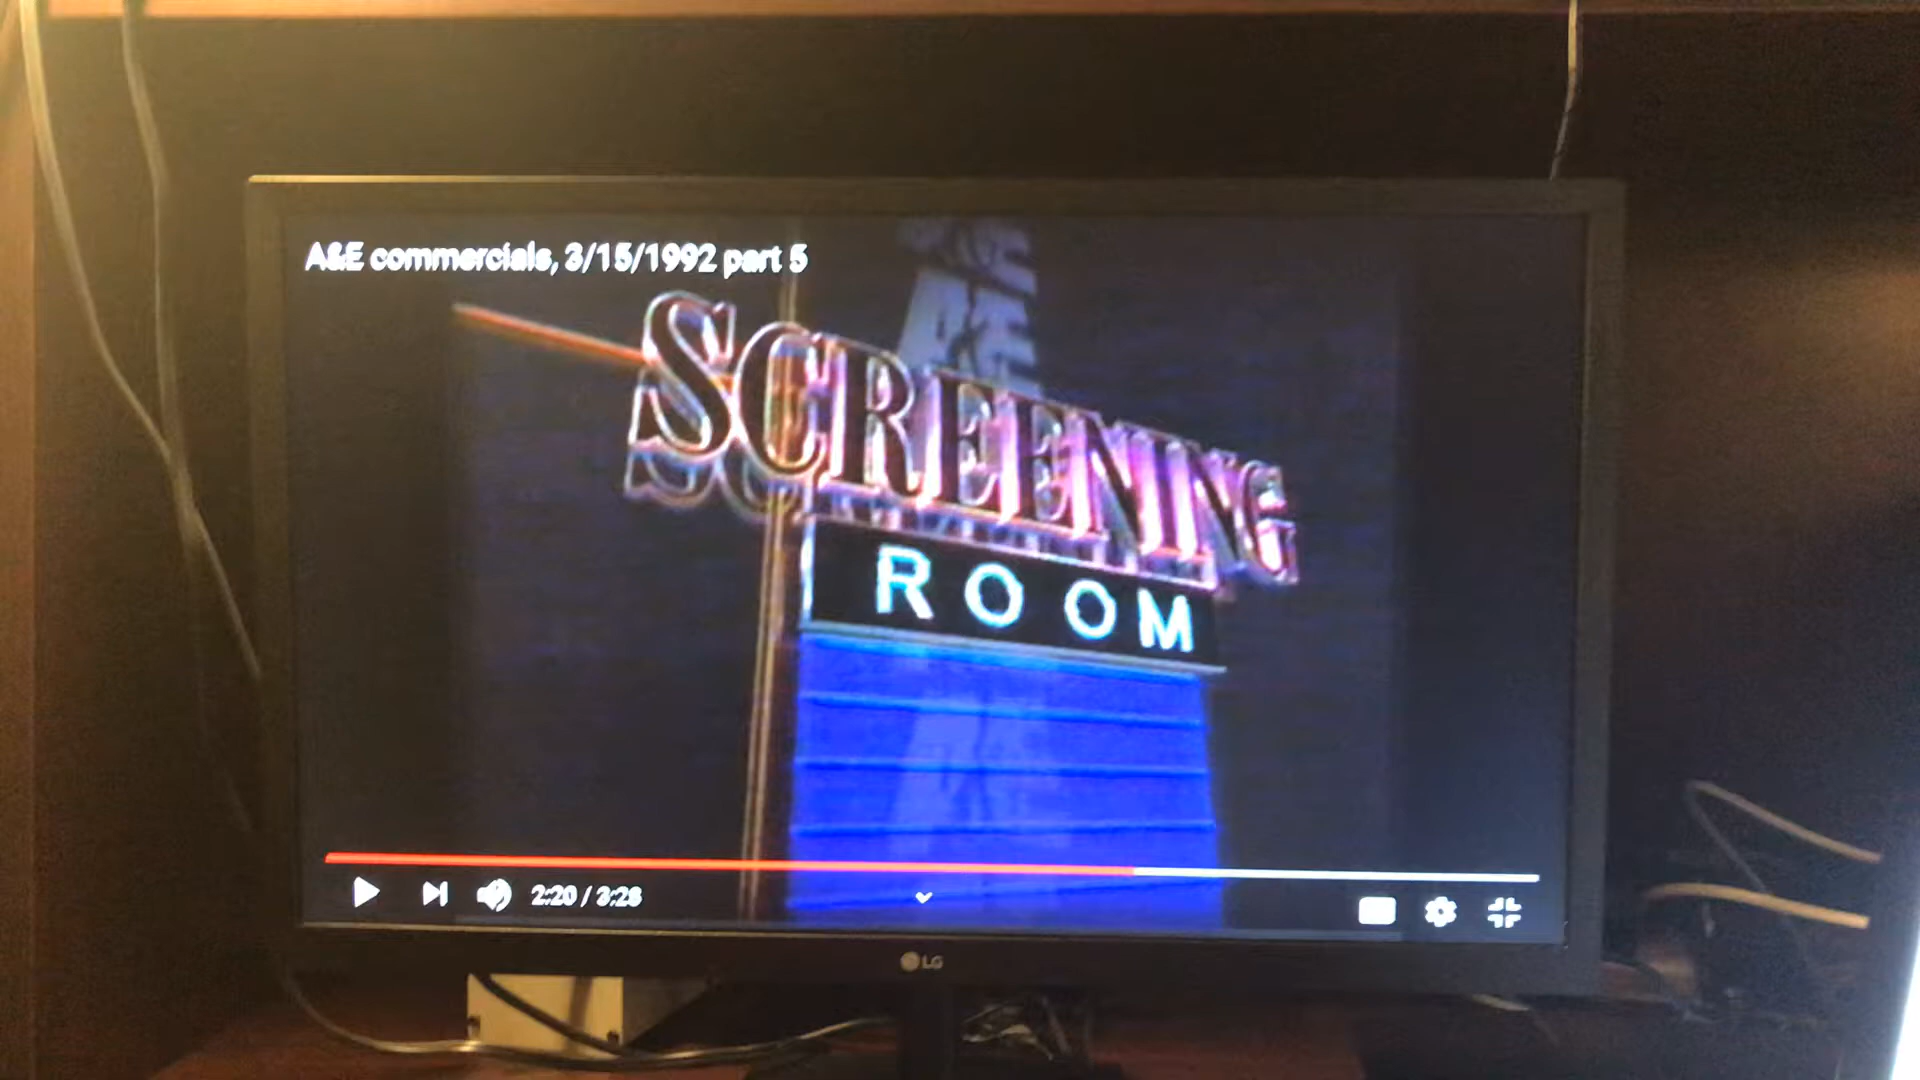 A&E commercials, 3/15/1992 part 5
SCREENING
ROOM
2:20 / 3:28
LG